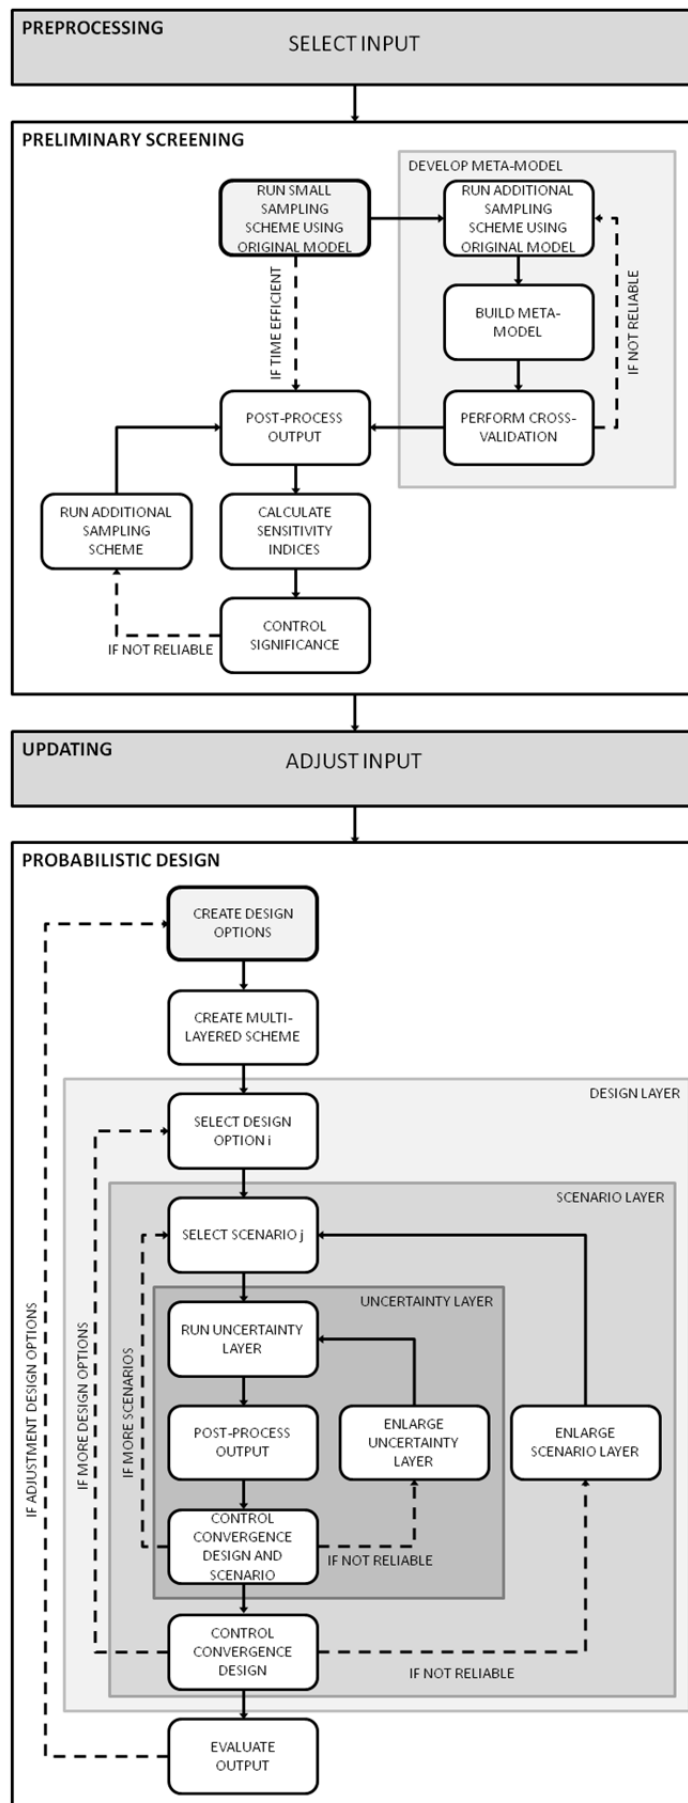 PREPROCESSING
SELECT INPUT
PRELIMINARY SCREENING
DEVELOP META-MODEL
RUN SMALL
SAMPLING
SCHEME USING
ORIGINAL MODEL
RUN ADDITIONAL
SAMPLING
SCHEME USING
ORIGINAL MODEL
IF TIME EFFICIENT
BUILD META-
MODEL
IF NOT RELIABLE
POST-PROCESS
OUTPUT
PERFORM CROSS-
VALIDATION
RUN ADDITIONAL
SAMPLING
SCHEME
CALCULATE
SENSITIVITY
INDICES
CONTROL
SIGNIFICANCE
IF NOT RELIABLE
UPDATING
ADJUST INPUT
PROBABILISTIC DESIGN
CREATE DESIGN
OPTIONS
CREATE MULTI-
LAYERED SCHEME
DESIGN LAYER
SELECT DESIGN
OPTION i
SCENARIO LAYER
SELECT SCENARIO j
UNCERTAINTY LAYER
RUN UNCERTAINTY
LAYER
IF ADJUSTMENT DESIGN OPTIONS
IF MORE DESIGN OPTIONS
IF MORE SCENARIOS
POST-PROCESS
OUTPUT
ENLARGE
UNCERTAINTY
LAYER
ENLARGE
SCENARIO LAYER
CONTROL
CONVERGENCE
DESIGN AND
SCENARIO
IF NOT RELIABLE
CONTROL
CONVERGENCE
DESIGN
IF NOT RELIABLE
EVALUATE
OUTPUT